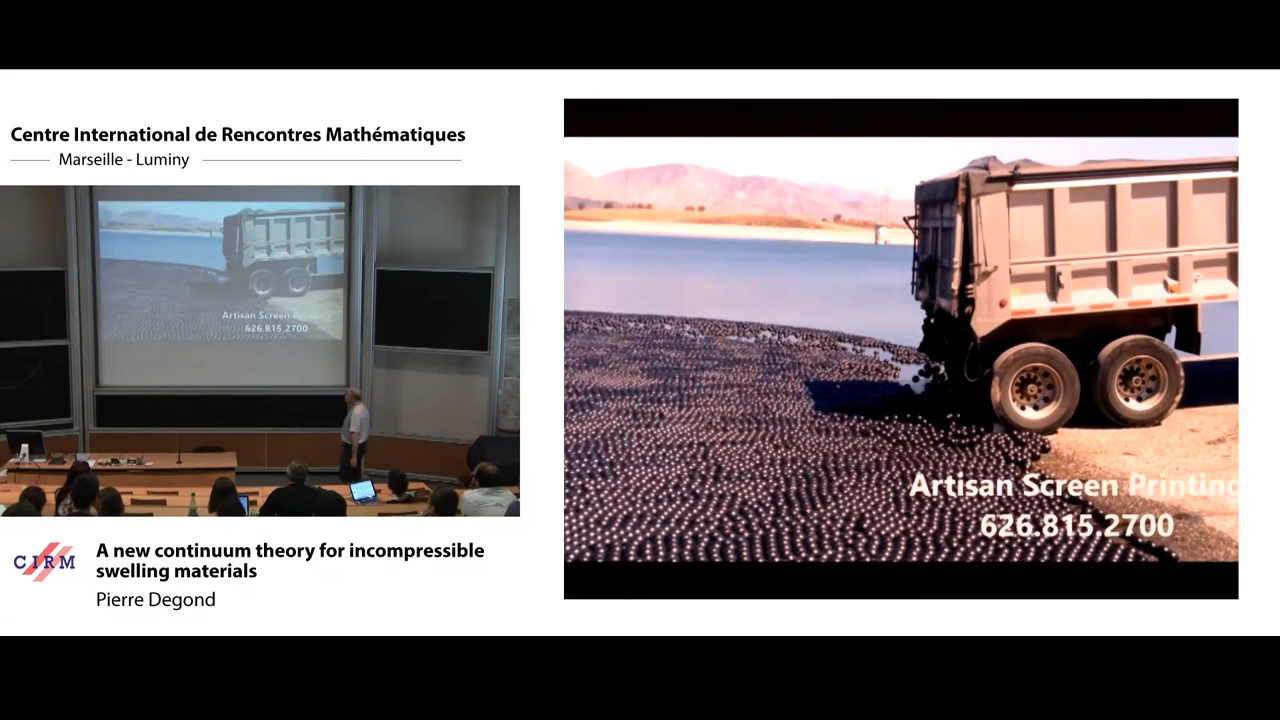 Centre International de Rencontres Mathématiques
Marseille - Luminy
Artisan Screen Printing
626.815.2700
CIRM
A new continuum theory for incompressible
swelling materials
Pierre Degond
Artisan Screen Printing
626.815.2700